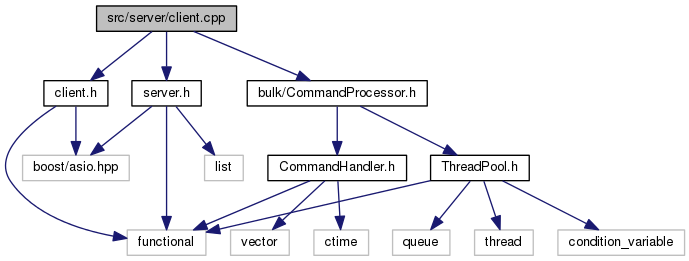 src/server/client.cpp
client.h
server.h
bulk/CommandProcessor.h
boost/asio.hpp
list
CommandHandler.h
ThreadPool.h
functional
vector
ctime
queue
thread
condition_variable